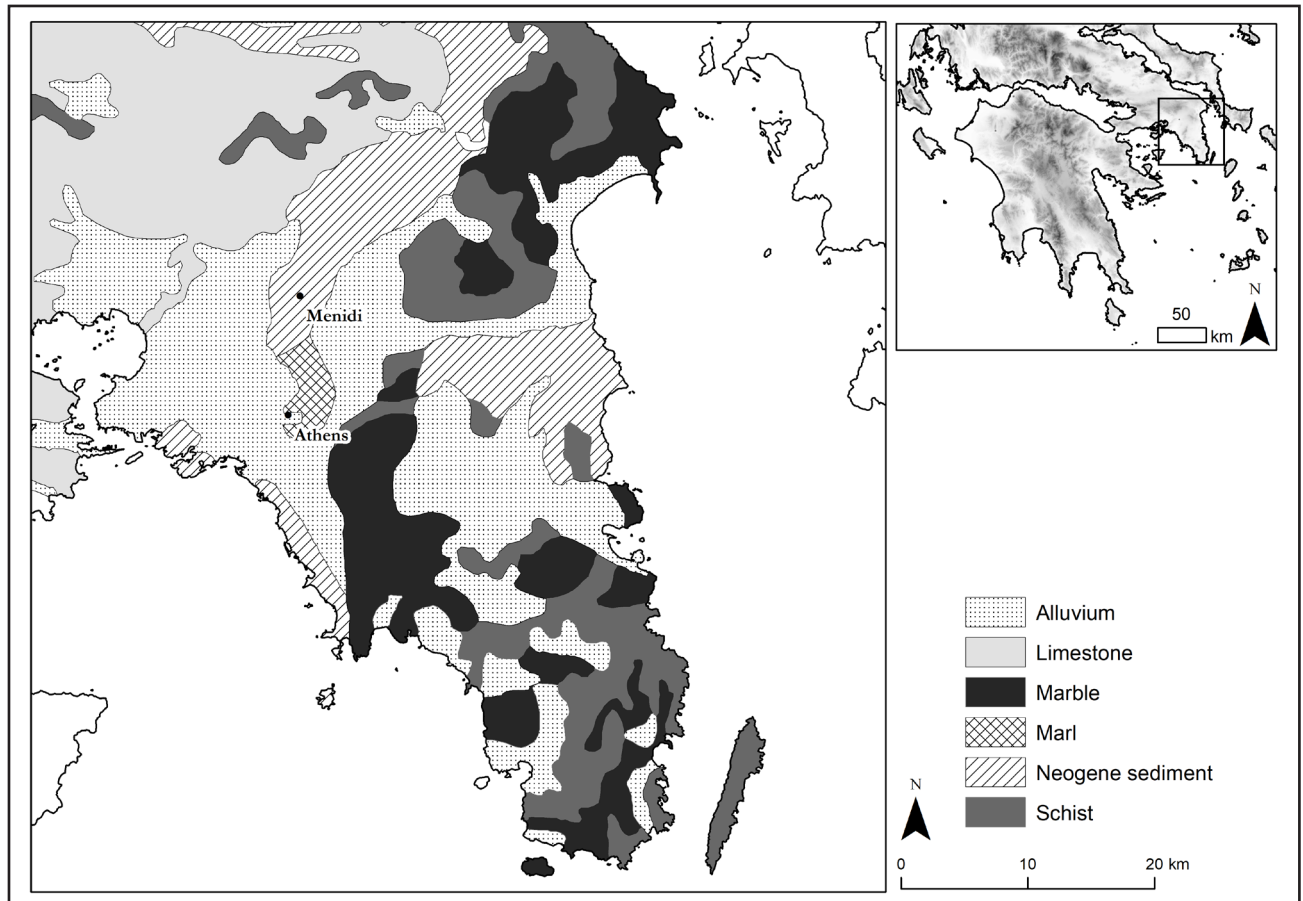 Menidi
Athens
N
50
km
Alluvium
Limestone
Marble
Marl
Neogene sediment
Schist
N
0 10 20 km